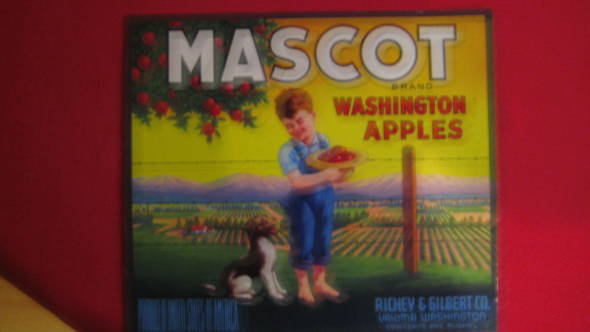 MASCOT
BRAND
WASHINGTON
APPLES
RICHEY & GILBERT CO.
YAKIMA WASHINGTON